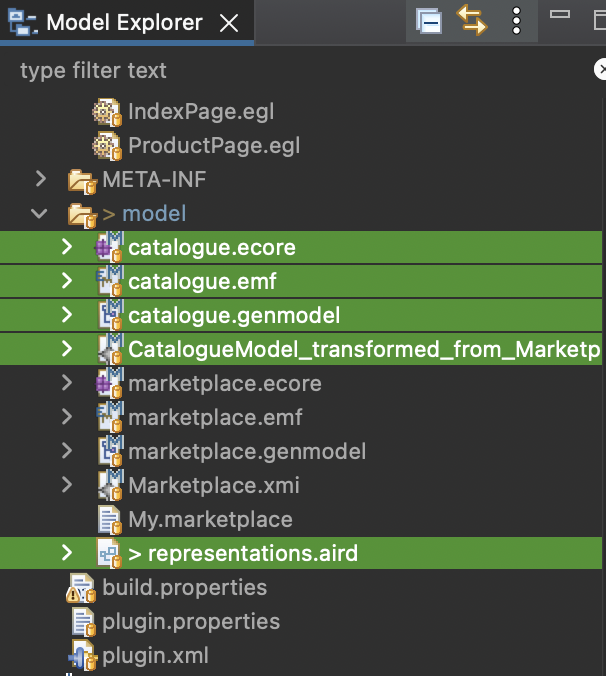 Model Explorer
type filter text
IndexPage.egl
ProductPage.egl
META-INF
> model
catalogue.ecore
catalogue.emf
catalogue.genmodel
CatalogueModel_transformed_from_Marketp
marketplace.ecore
marketplace.emf
marketplace.genmodel
Marketplace.xmi
My.marketplace
> representations.aird
build.properties
plugin.properties
plugin.xml